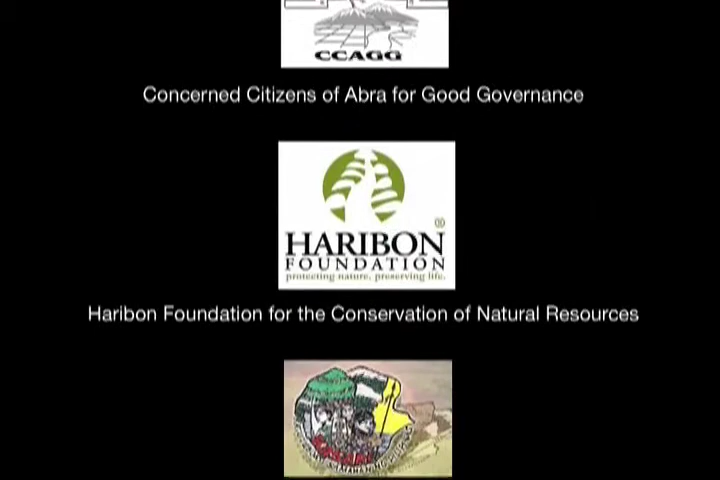 CCAGG
Concerned Citizens of Abra for Good Governance
HARIBON
FOUNDATION
protecting nature, preserving life.
Haribon Foundation for the Conservation of Natural Resources